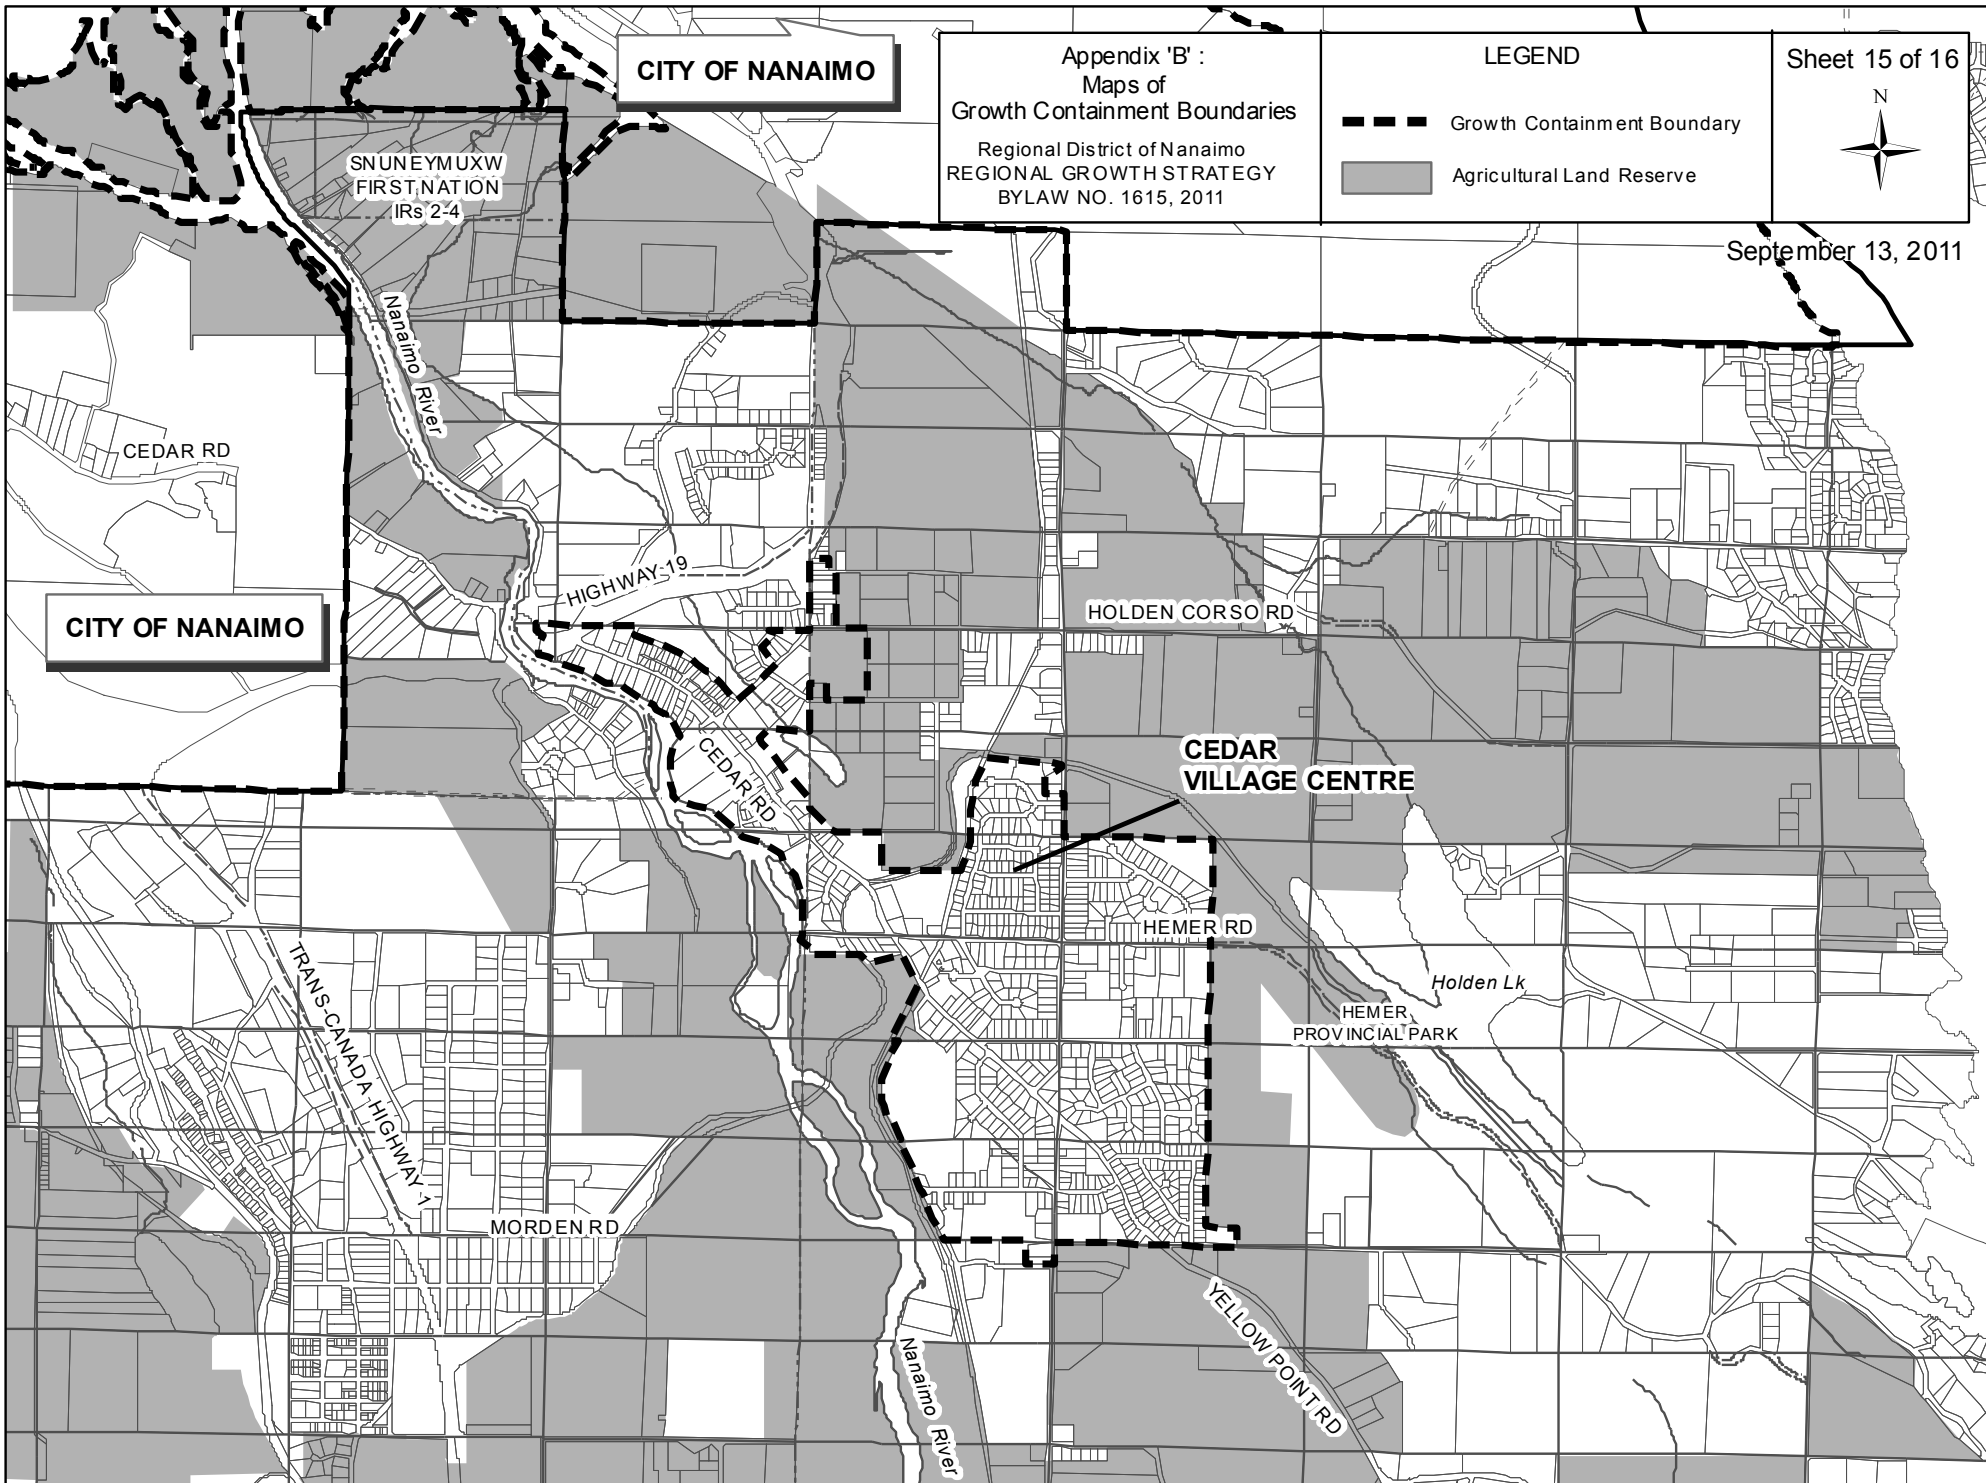 CITY OF NANAIMO
Appendix 'B' :
Maps of
Growth Containment Boundaries
Regional District of Nanaimo
REGIONAL GROWTH STRATEGY
BYLAW NO. 1615, 2011
LEGEND
Growth Containment Boundary
Agricultural Land Reserve
Sheet 15 of 16
N
September 13, 2011
SNUNEYMUXW
FIRST NATION
IRs 2-4
Nanaimo River
CEDAR RD
HIGHWAY 19
CITY OF NANAIMO
HOLDEN CORSO RD
CEDAR RD
CEDAR
VILLAGE CENTRE
HEMER RD
Holden Lk
HEMER
PROVINCIAL PARK
TRANS-CANADA HIGHWAY 1
MORDEN RD
YELLOW POINT RD
Nanaimo River